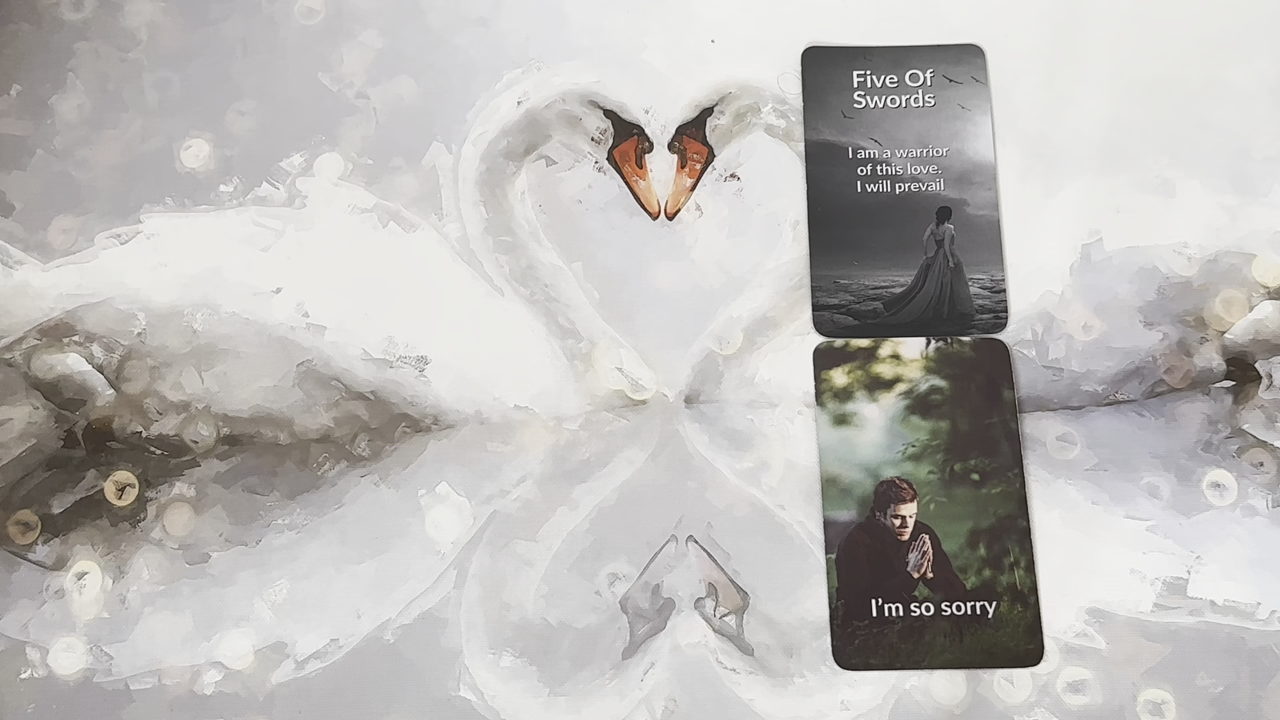 Five Of
Swords
I am a warrior
of this love.
I will prevail
I'm so sorry